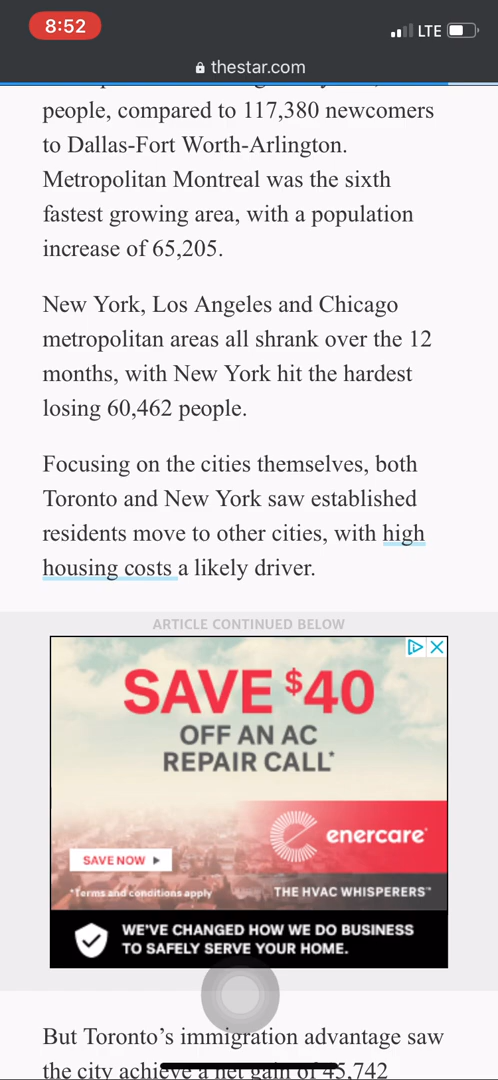 8:52
LTE
thestar.com
people, compared to 117,380 newcomers
to Dallas-Fort Worth-Arlington.
Metropolitan Montreal was the sixth
fastest growing area, with a population
increase of 65,205.
New York, Los Angeles and Chicago
metropolitan areas all shrank over the 12
months, with New York hit the hardest
losing 60,462 people.
Focusing on the cities themselves, both
Toronto and New York saw established
residents move to other cities, with high
housing costs a likely driver.
ARTICLE CONTINUED BELOW
SAVE $40
OFF AN AC
REPAIR CALL*
enercare
SAVE NOW
*Terms and conditions apply
THE HVAC WHISPERERS™
WE'VE CHANGED HOW WE DO BUSINESS
TO SAFELY SERVE YOUR HOME.
But Toronto's immigration advantage saw
the city achieve a net gain of 45,742